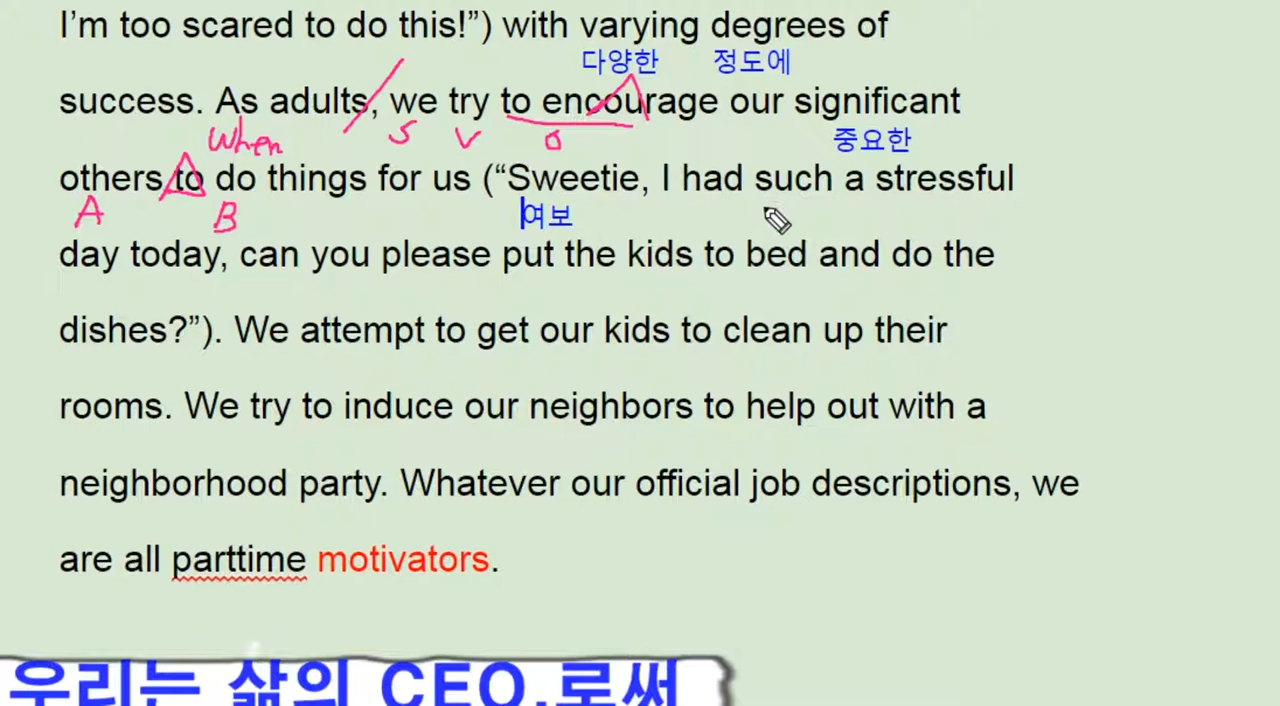 I'm too scared to do this!”) with varying degrees of
다양한 정도에
success. As adults, we try to encourage our significant
when S V O 중요한
others to do things for us (“Sweetie, I had such a stressful
A B 여보
day today, can you please put the kids to bed and do the
dishes?”). We attempt to get our kids to clean up their
rooms. We try to induce our neighbors to help out with a
neighborhood party. Whatever our official job descriptions, we
are all parttime motivators.
우리는 삶의 CEO.로써